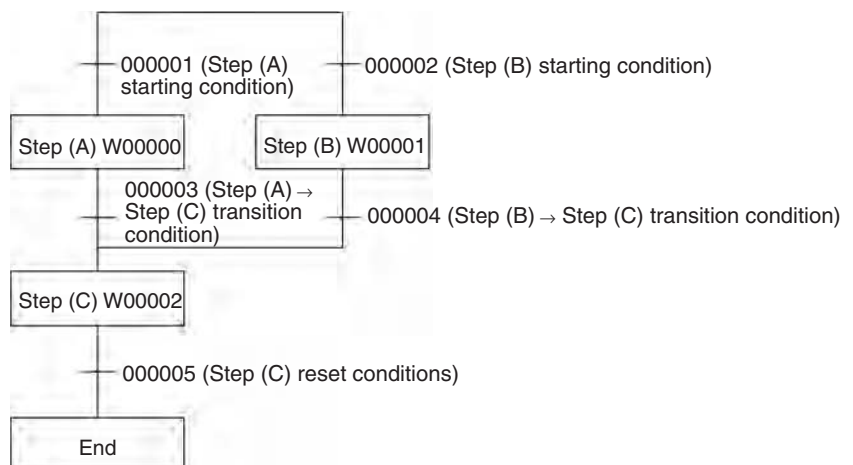 000001 (Step (A)
starting condition)
000002 (Step (B) starting condition)
Step (A) W00000
Step (B) W00001
000003 (Step (A) →
Step (C) transition
condition)
000004 (Step (B) → Step (C) transition condition)
Step (C) W00002
000005 (Step (C) reset conditions)
End